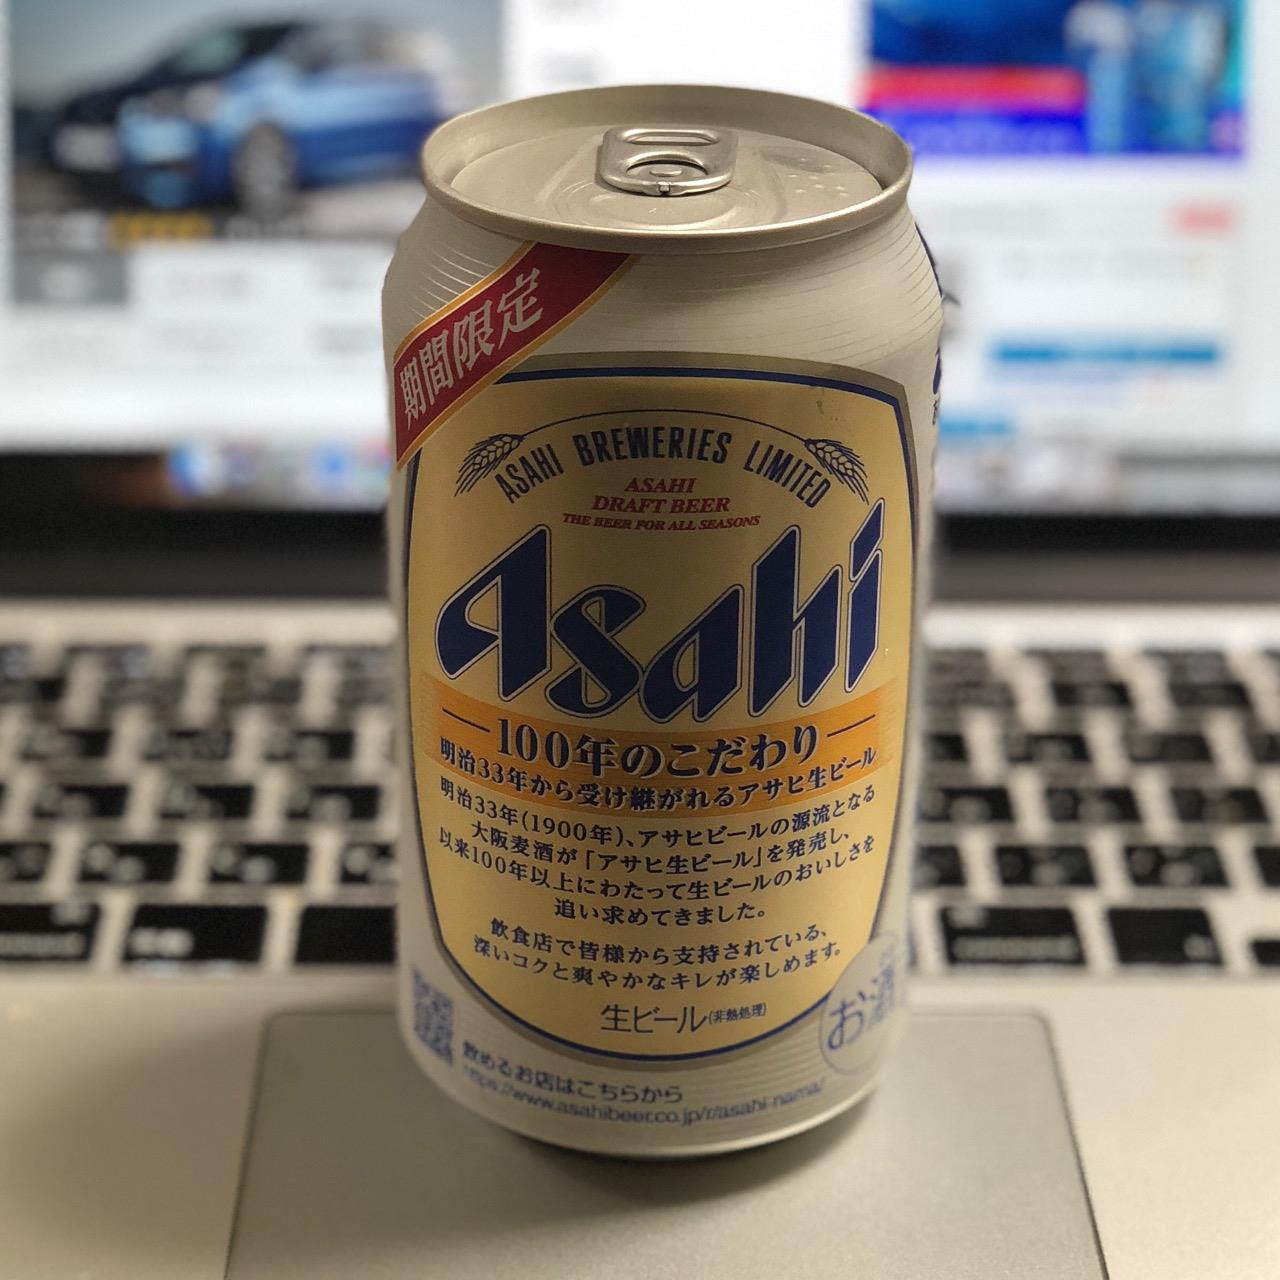 期間限定
ASAHI BREWERIES LIMITED
ASAHI
DRAFT BEER
THE BEER FOR ALL SEASONS
Asahi
100年のこだわり
明治33年から受け継がれるアサヒ生ビール
明治33年(1900年)、アサヒビールの源流となる
大阪麦酒が「アサヒ生ビール」を発売し、
以来100年以上にわたって生ビールのおいしさを
追い求めてきました。
飲食店で皆様から支持されている、
深いコクと爽やかなキレが楽しめます。
生ビール(非熱処理)
お酒
飲めるお店はこちらから
https://www.asahibeer.co.jp/r/asahi-nama/